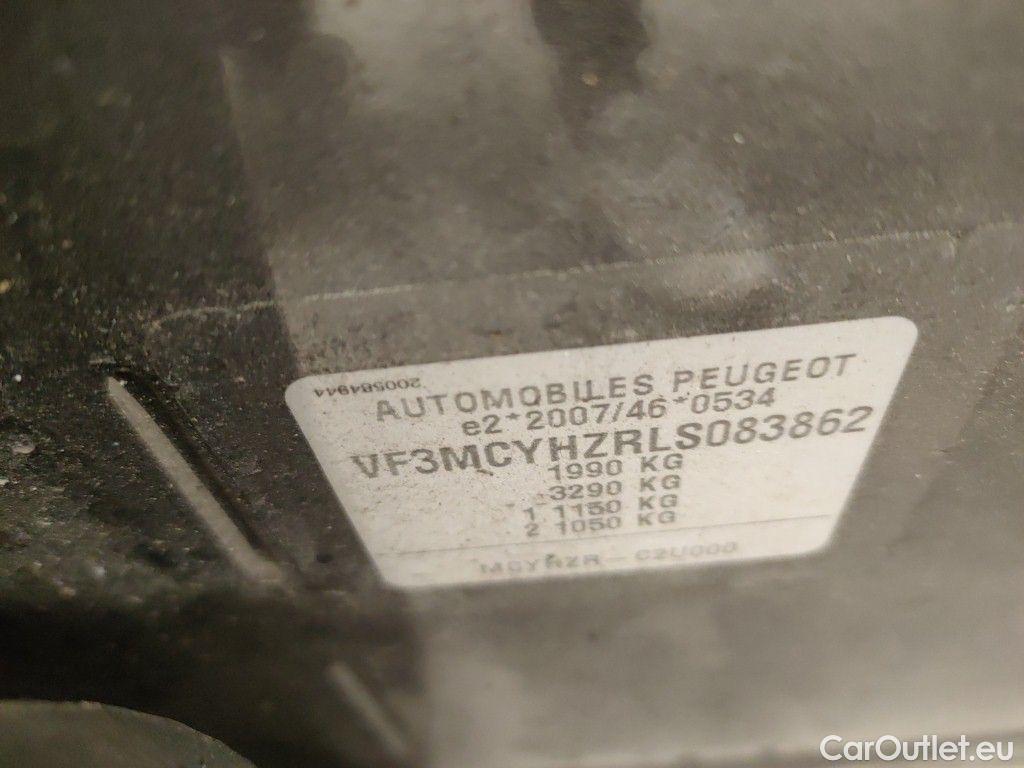 200584944
AUTOMOBILES PEUGEOT
e2*2007/46*0534
VF3MCYHZRLS083862
1990 KG
3290 KG
1 1150 KG
2 1050 KG
MCYHZR - C2U000
CarOutlet.eu